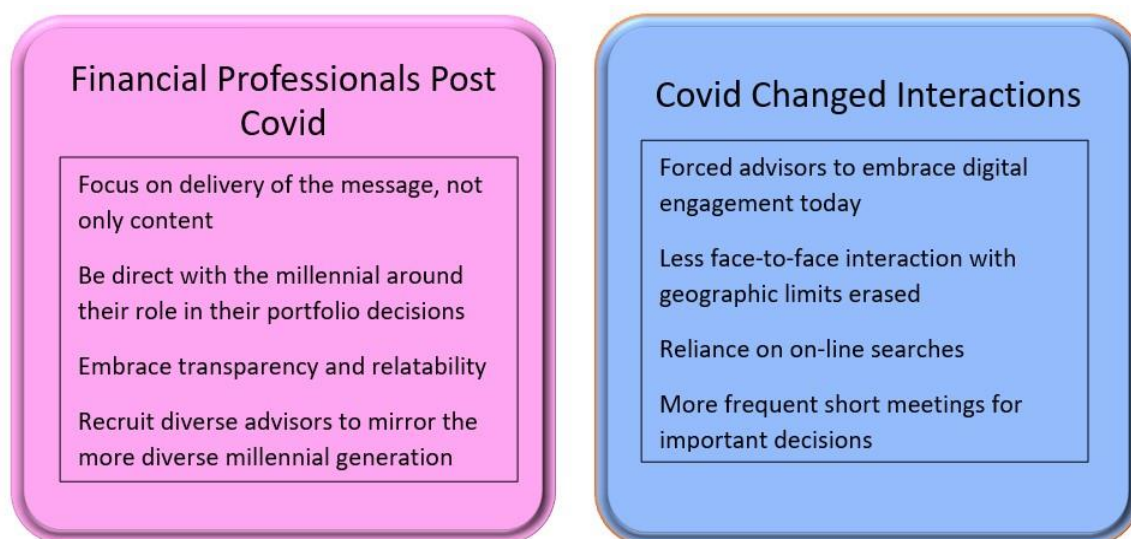 Financial Professionals Post
Covid
Focus on delivery of the message, not
only content
Be direct with the millennial around
their role in their portfolio decisions
Embrace transparency and relatability
Recruit diverse advisors to mirror the
more diverse millennial generation
Covid Changed Interactions
Forced advisors to embrace digital
engagement today
Less face-to-face interaction with
geographic limits erased
Reliance on on-line searches
More frequent short meetings for
important decisions